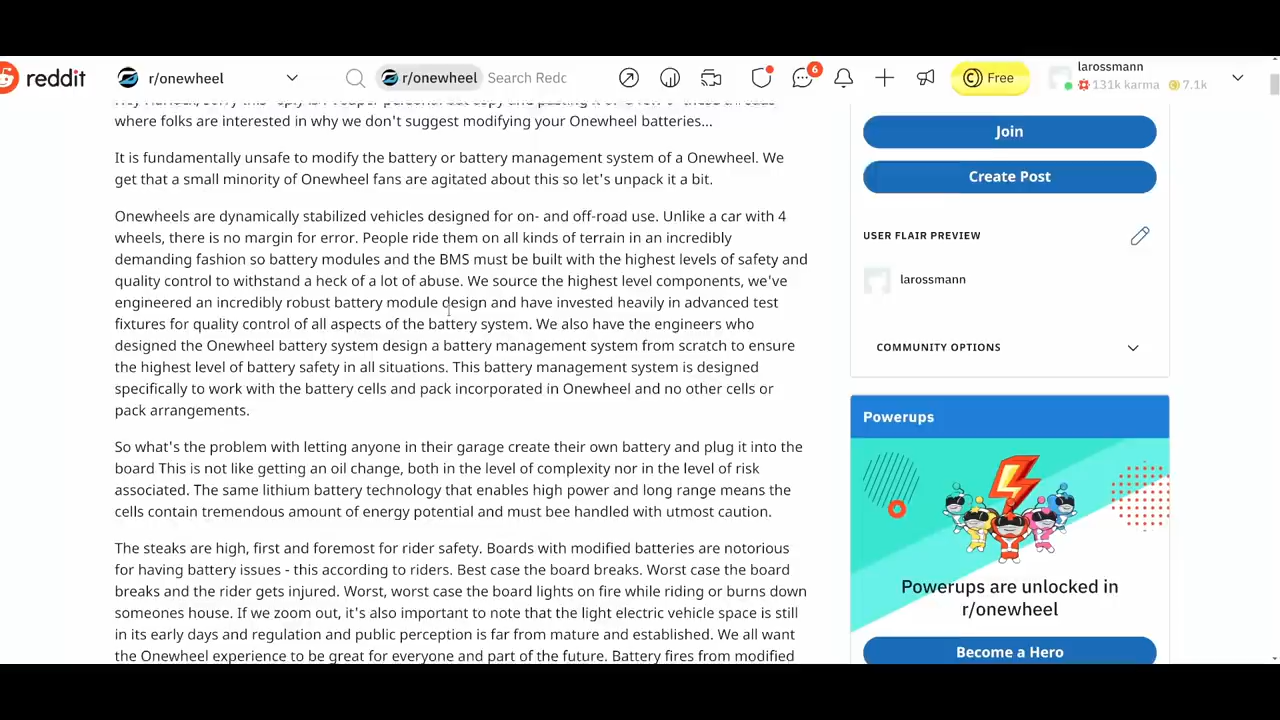 larossmann
reddit
r/onewheel
r/onewheel
Search Redc
6
Free
131k karma
7.1k
where folks are interested in why we don't suggest modifying your Onewheel batteries...
It is fundamentally unsafe to modify the battery or battery management system of a Onewheel. We
get that a small minority of Onewheel fans are agitated about this so let's unpack it a bit.
Onewheels are dynamically stabilized vehicles designed for on- and off-road use. Unlike a car with 4
wheels, there is no margin for error. People ride them on all kinds of terrain in an incredibly
demanding fashion so battery modules and the BMS must be built with the highest levels of safety and
quality control to withstand a heck of a lot of abuse. We source the highest level components, we've
engineered an incredibly robust battery module design and have invested heavily in advanced test
fixtures for quality control of all aspects of the battery system. We also have the engineers who
designed the Onewheel battery system design a battery management system from scratch to ensure
the highest level of battery safety in all situations. This battery management system is designed
specifically to work with the battery cells and pack incorporated in Onewheel and no other cells or
pack arrangements.
So what's the problem with letting anyone in their garage create their own battery and plug it into the
board This is not like getting an oil change, both in the level of complexity nor in the level of risk
associated. The same lithium battery technology that enables high power and long range means the
cells contain tremendous amount of energy potential and must bee handled with utmost caution.
The steaks are high, first and foremost for rider safety. Boards with modified batteries are notorious
for having battery issues - this according to riders. Best case the board breaks. Worst case the board
breaks and the rider gets injured. Worst, worst case the board lights on fire while riding or burns down
someones house. If we zoom out, it's also important to note that the light electric vehicle space is still
in its early days and regulation and public perception is far from mature and established. We all want
the Onewheel experience to be great for everyone and part of the future. Battery fires from modified
Join
Create Post
USER FLAIR PREVIEW
larossmann
COMMUNITY OPTIONS
Powerups
Powerups are unlocked in
r/onewheel
Become a Hero